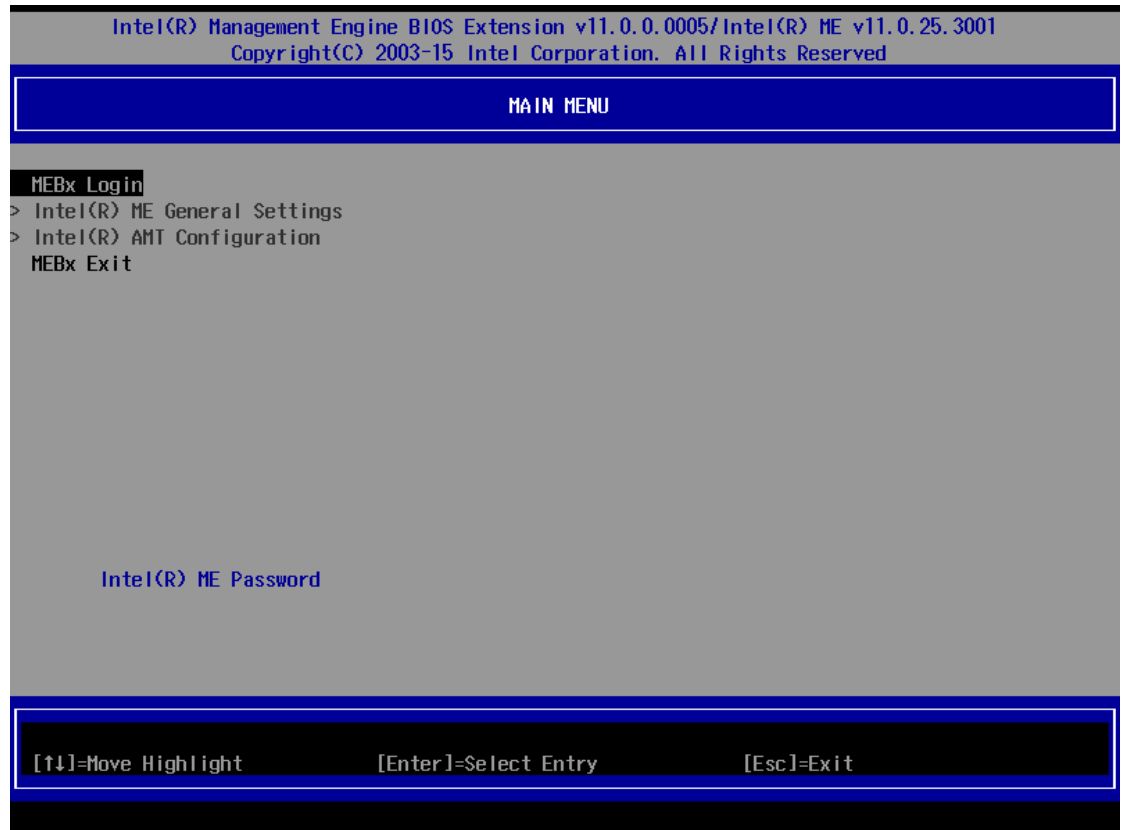 Intel(R) Management Engine BIOS Extension v11.0.0.0005/Intel(R) ME v11.0.25.3001
Copyright(C) 2003-15 Intel Corporation. All Rights Reserved
MAIN MENU
MEBx Login
> Intel(R) ME General Settings
> Intel(R) AMT Configuration
MEBx Exit
Intel(R) ME Password
[↑↓]=Move Highlight [Enter]=Select Entry [Esc]=Exit